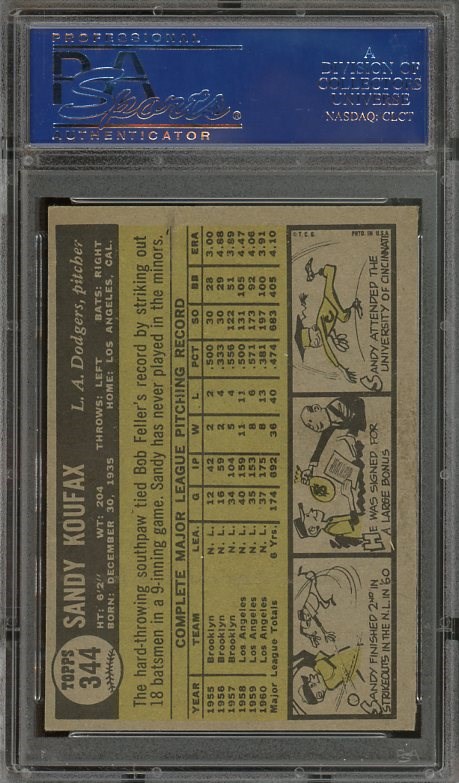 PROFESSIONAL
PSA
Sports
AUTHENTICATOR
A
DIVISION OF
COLLECTORS
UNIVERSE
NASDAQ: CLCT
TOPPS
344
SANDY KOUFAX
L. A. Dodgers, pitcher
HT: 6'2" WT: 204 THROWS: LEFT BATS: RIGHT
BORN: DECEMBER 30, 1935 HOME: LOS ANGELES, CAL.
The hard-throwing southpaw tied Bob Feller's record by striking out
18 batsmen in a 9-inning game. Sandy has never played in the minors.
COMPLETE MAJOR LEAGUE PITCHING RECORD
YEAR TEAM LEA. G IP W L PCT SO BB ERA
1955 Brooklyn N. L. 12 42 2 2 .500 30 28 3.00
1956 Brooklyn N. L. 16 59 2 4 .333 30 29 4.88
1957 Brooklyn N. L. 34 104 5 4 .556 122 51 3.89
1958 Los Angeles N. L. 40 159 11 11 .500 131 105 4.47
1959 Los Angeles N. L. 35 153 8 6 .571 173 92 4.06
1960 Los Angeles N. L. 37 175 8 13 .381 197 100 3.91
Major League Totals 6 Yrs. 174 692 36 40 .474 683 405 4.10
SANDY FINISHED 2ND IN
STRIKEOUTS IN THE N.L. IN '60
HE WAS SIGNED FOR
A LARGE BONUS
$
© T. C. G. PRTD. IN U.S.A.
SANDY ATTENDED THE
UNIVERSITY OF CINCINNATI